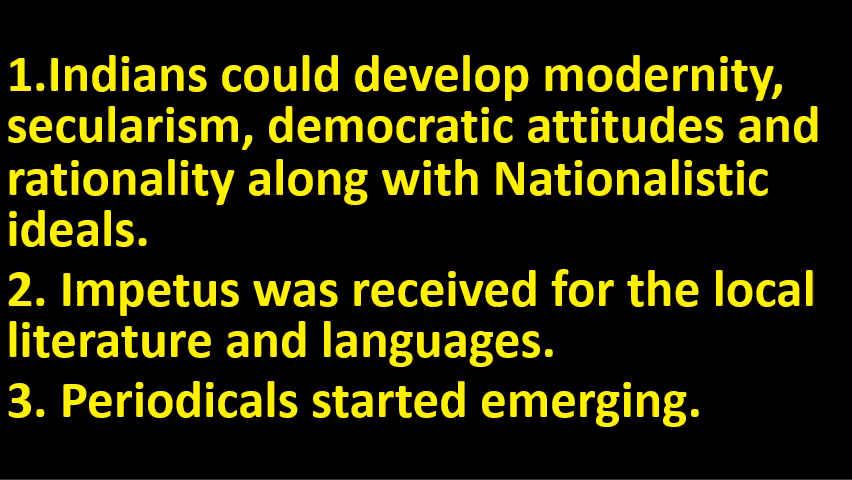 1.Indians could develop modernity,
secularism, democratic attitudes and
rationality along with Nationalistic
ideals.
2. Impetus was received for the local
literature and languages.
3. Periodicals started emerging.